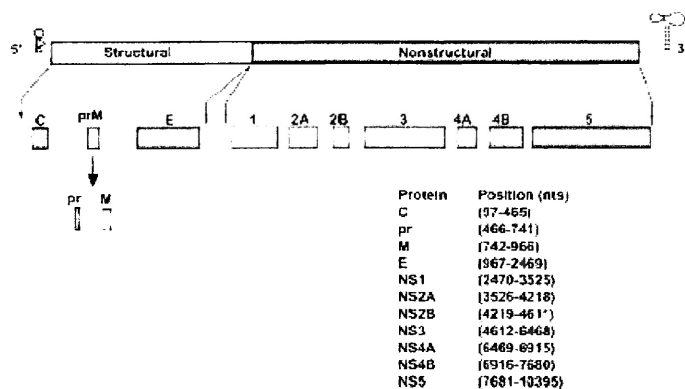 5' 3
Structural Nonstructural
C prM E 1 2A 2B 3 4A 4B 5
pr M
Protein Position (nts)
C (97-465)
pr (466-741)
M (742-966)
E (967-2469)
NS1 (2470-3525)
NS2A (3526-4218)
NS2B
NS3 (4612-6468)
NS4A (6469-6915)
NS4B (6916-7680)
NS5 (7681-10395)